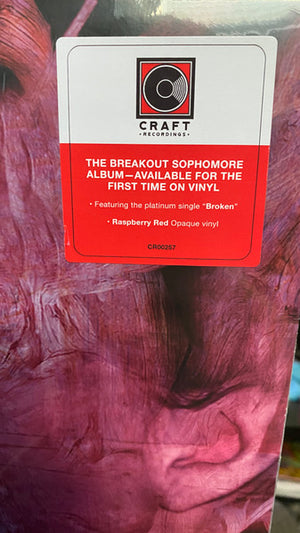 CRAFT
RECORDINGS
THE BREAKOUT SOPHOMORE
ALBUM—AVAILABLE FOR THE
FIRST TIME ON VINYL
• Featuring the platinum single "Broken"
• Raspberry Red Opaque vinyl
CR00257